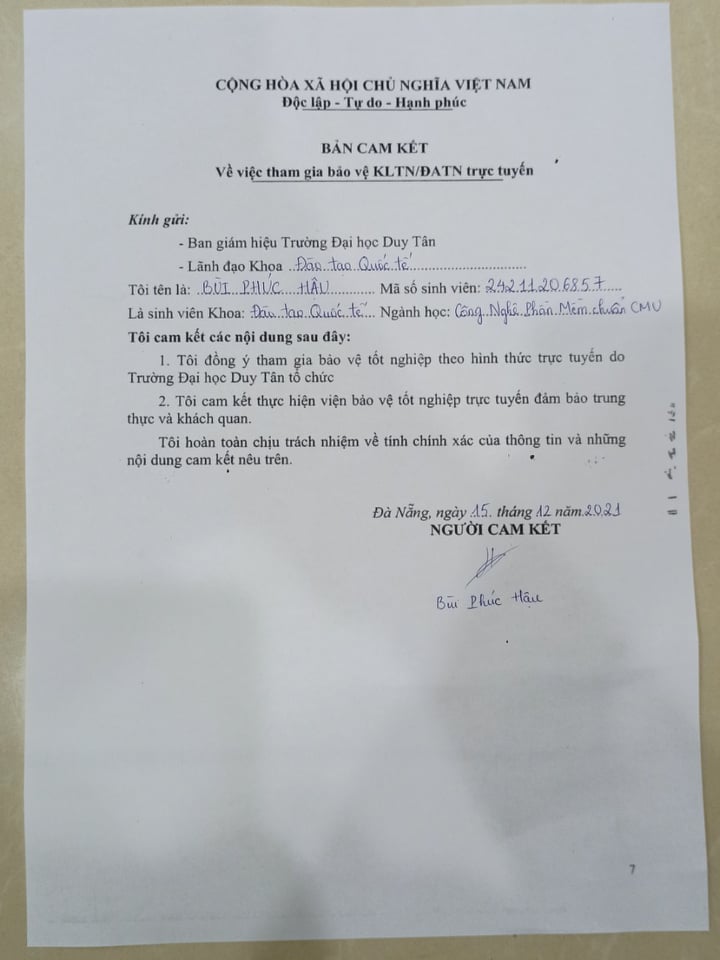 CỘNG HÒA XÃ HỘI CHỦ NGHĨA VIỆT NAM
Độc lập - Tự do - Hạnh phúc
BẢN CAM KẾT
Về việc tham gia bảo vệ KLTN/ĐATN trực tuyến
Kính gửi:
- Ban giám hiệu Trường Đại học Duy Tân
- Lãnh đạo Khoa ..Đào tạo Quốc tế..............................
Tôi tên là: ..BÙI PHÚC HẬU............ Mã số sinh viên: 24211206857.....
Là sinh viên Khoa: Đào tạo Quốc tế... Ngành học: Công Nghệ Phần Mềm chuẩn CMU
Tôi cam kết các nội dung sau đây:
1. Tôi đồng ý tham gia bảo vệ tốt nghiệp theo hình thức trực tuyến do
Trường Đại học Duy Tân tổ chức
2. Tôi cam kết thực hiện viện bảo vệ tốt nghiệp trực tuyến đảm bảo trung
thực và khách quan.
Tôi hoàn toàn chịu trách nhiệm về tính chính xác của thông tin và những
nội dung cam kết nêu trên.
Đà Nẵng, ngày 15. tháng 12 năm 2021
NGƯỜI CAM KẾT
Bùi Phúc Hậu
7